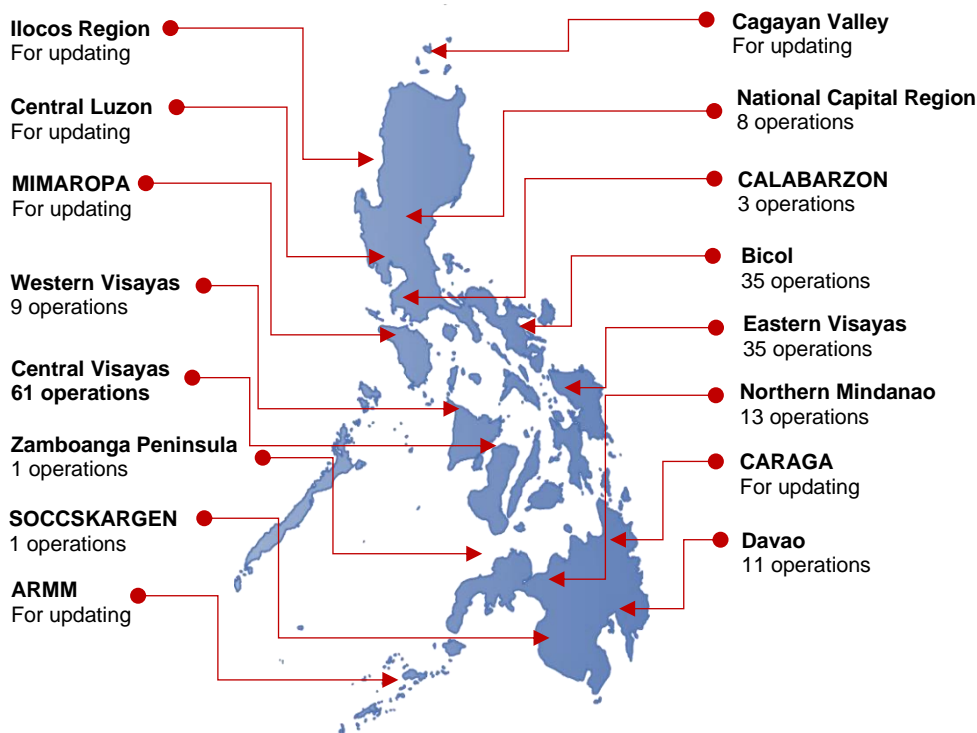 Ilocos Region
For updating
Central Luzon
For updating
MIMAROPA
For updating
Western Visayas
9 operations
Central Visayas
61 operations
Zamboanga Peninsula
1 operations
SOCCSKARGEN
1 operations
ARMM
For updating
Cagayan Valley
For updating
National Capital Region
8 operations
CALABARZON
3 operations
Bicol
35 operations
Eastern Visayas
35 operations
Northern Mindanao
13 operations
CARAGA
For updating
Davao
11 operations